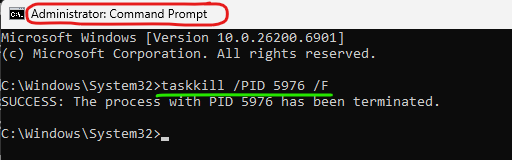 Administrator: Command Prompt
Microsoft Windows [Version 10.0.26200.6901]
(c) Microsoft Corporation. All rights reserved.
C:\Windows\System32>taskkill /PID 5976 /F
SUCCESS: The process with PID 5976 has been terminated.
C:\Windows\System32>